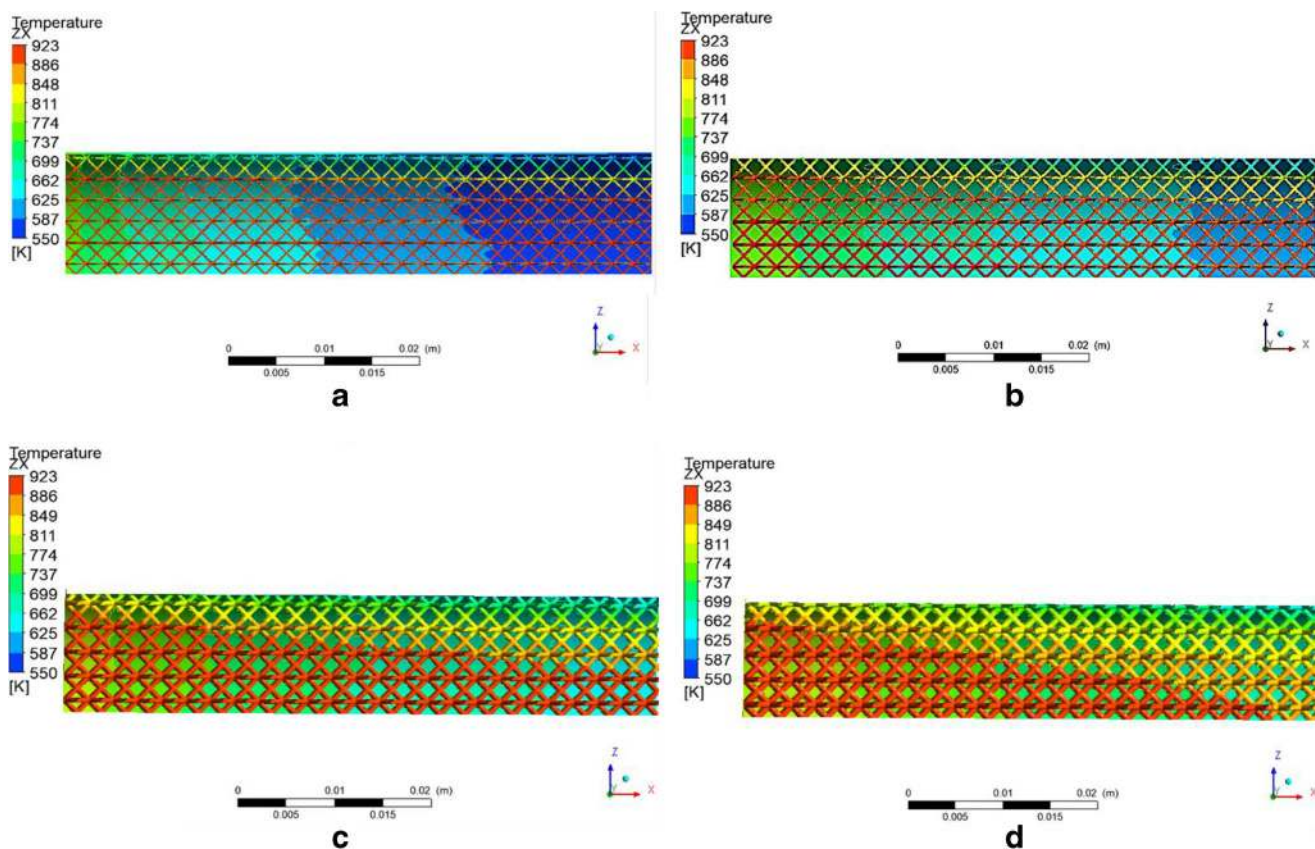 Temperature
ZX
923
886
848
811
774
737
699
662
625
587
550
[K]
Z
Y
X
0 0.01 0.02 (m)
0.005 0.015
a
Temperature
ZX
923
886
848
811
774
737
699
662
625
587
550
[K]
Z
Y
X
0 0.01 0.02 (m)
0.005 0.015
b
Temperature
ZX
923
886
849
811
774
737
699
662
625
587
550
[K]
Z
Y
X
0 0.01 0.02 (m)
0.005 0.015
c
Temperature
ZX
923
886
849
811
774
737
699
662
625
587
550
[K]
Z
Y
X
0 0.01 0.02 (m)
0.005 0.015
d